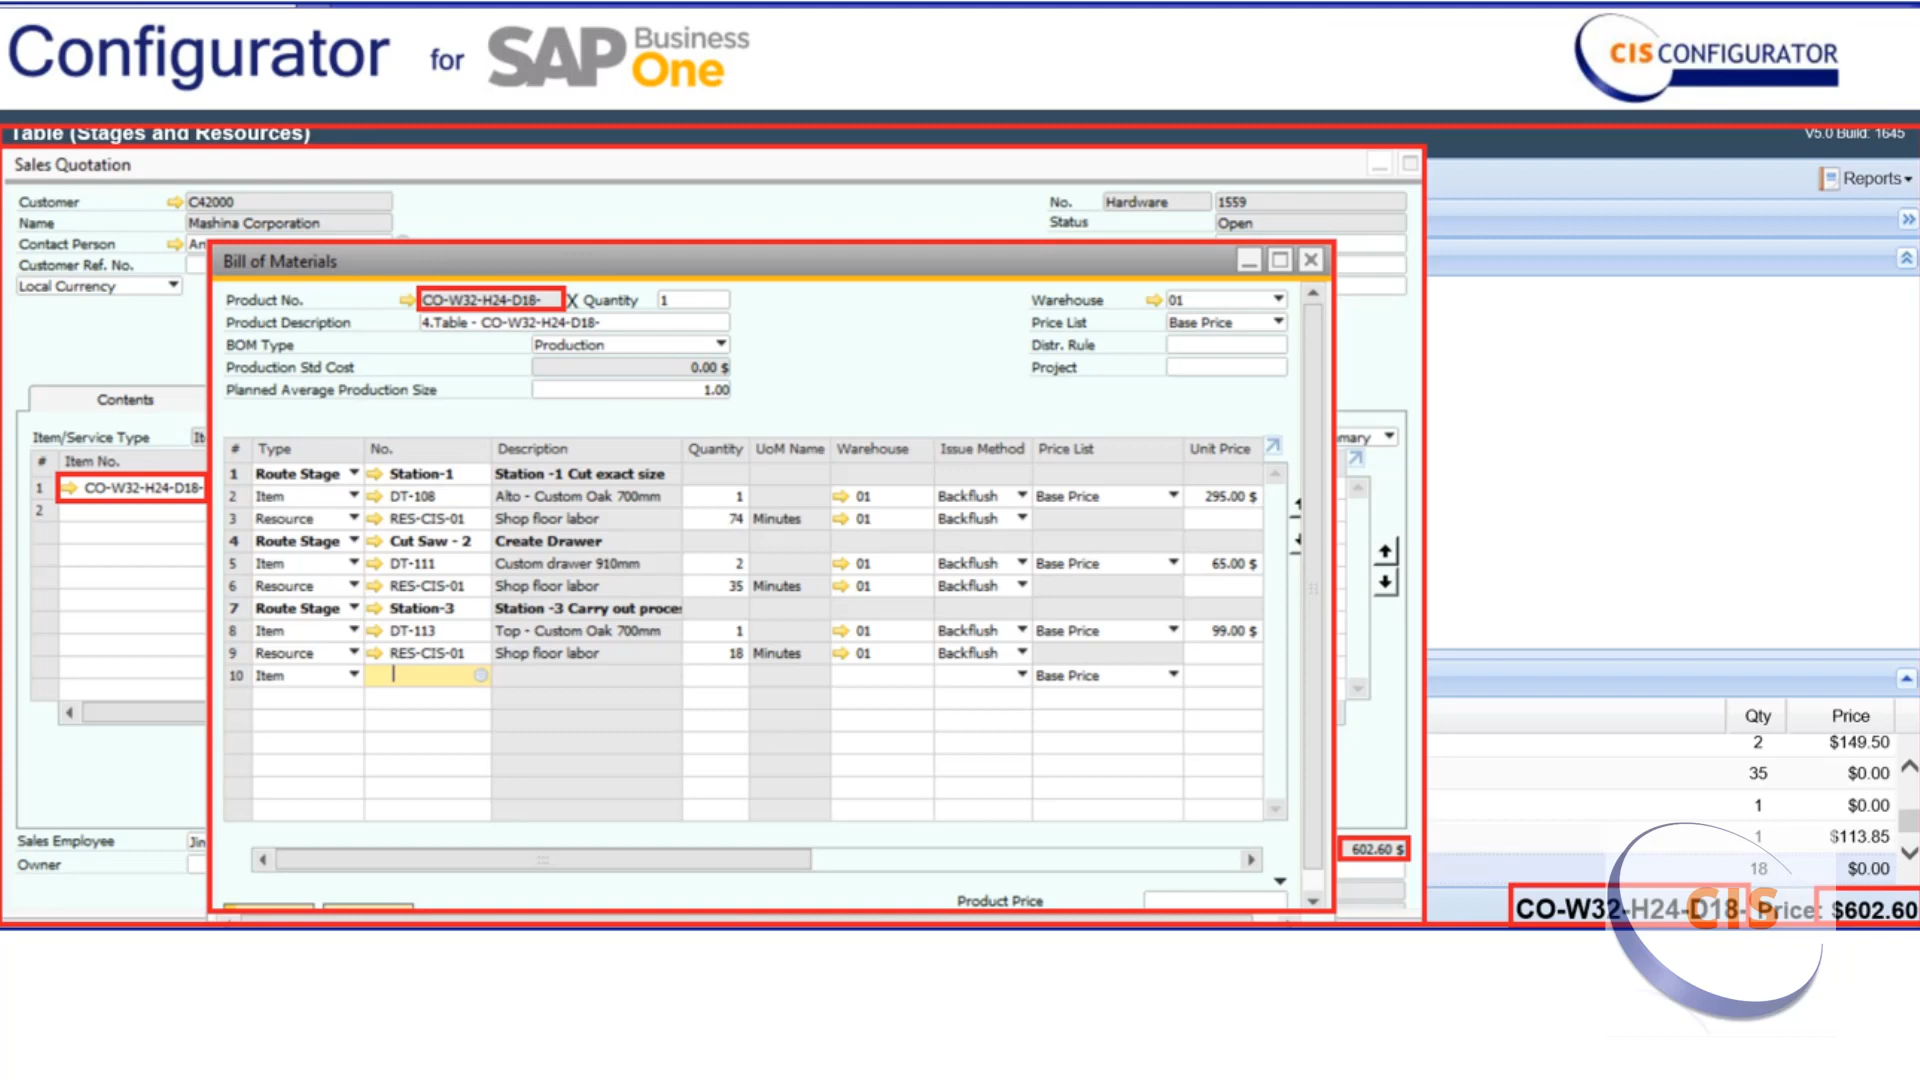 Configurator for SAP Business One
CIS CONFIGURATOR
Table (Stages and Resources)
V5.0 Build: 1645
Sales Quotation
Reports
Customer C42000
No. Hardware 1559
Name Mashina Corporation
Status Open
Contact Person An
Customer Ref. No.
Local Currency
Bill of Materials
Product No. CO-W32-H24-D18- X Quantity 1
Warehouse 01
Product Description 4.Table - CO-W32-H24-D18-
Price List Base Price
BOM Type Production
Distr. Rule
Production Std Cost 0.00 $
Project
Planned Average Production Size 1.00
Contents
Item/Service Type It
mary
# Item No.
1 CO-W32-H24-D18-
2
# Type No. Description Quantity UoM Name Warehouse Issue Method Price List Unit Price
1 Route Stage Station-1 Station -1 Cut exact size
2 Item DT-108 Alto - Custom Oak 700mm 1 01 Backflush Base Price 295.00 $
3 Resource RES-CIS-01 Shop floor labor 74 Minutes 01 Backflush
4 Route Stage Cut Saw - 2 Create Drawer
5 Item DT-111 Custom drawer 910mm 2 01 Backflush Base Price 65.00 $
6 Resource RES-CIS-01 Shop floor labor 35 Minutes 01 Backflush
7 Route Stage Station-3 Station -3 Carry out proces
8 Item DT-113 Top - Custom Oak 700mm 1 01 Backflush Base Price 99.00 $
9 Resource RES-CIS-01 Shop floor labor 18 Minutes 01 Backflush
10 Item Base Price
Qty Price
2 $149.50
35 $0.00
1 $0.00
1 $113.85
18 $0.00
Sales Employee Jin
Owner
602.60 $
Product Price
CO-W32-H24-D18- Price: $602.60
CIS